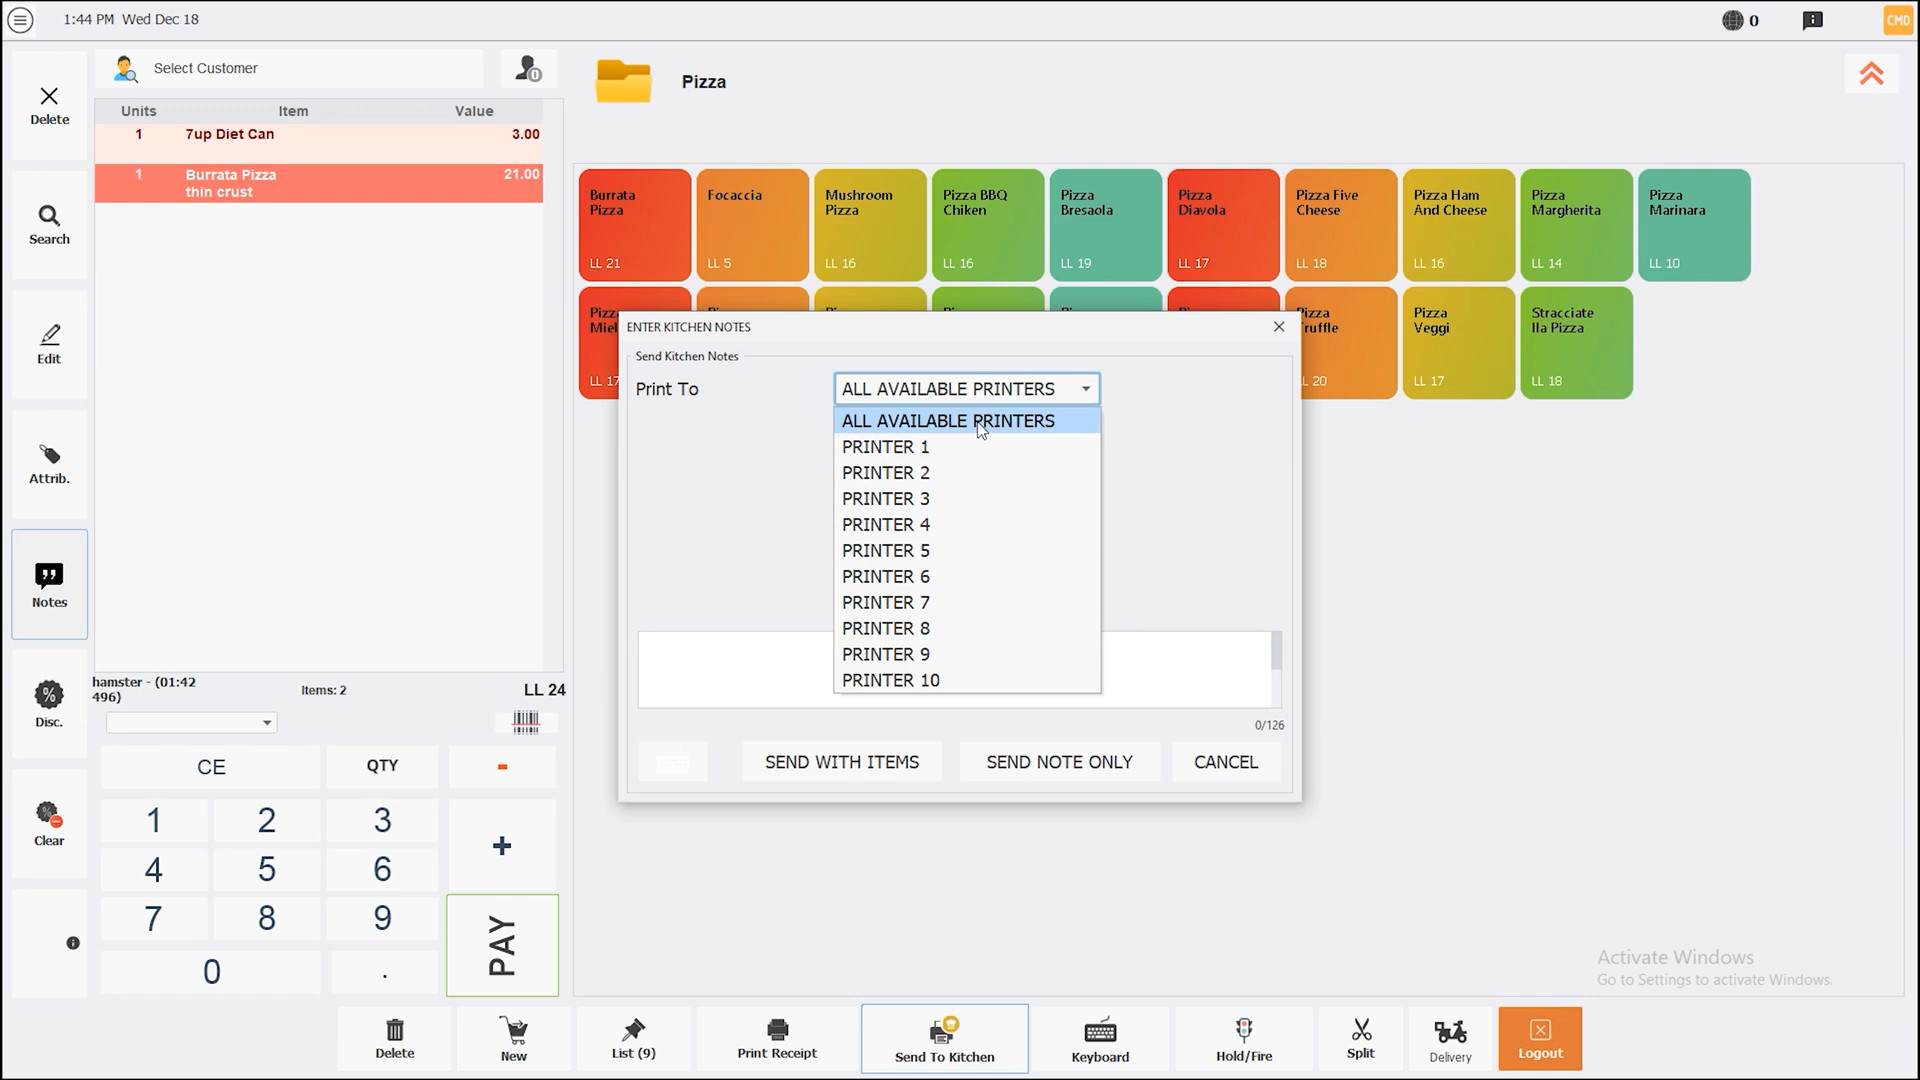 1:44 PM Wed Dec 18
0
CMD
Delete
Search
Edit
Attrib.
Notes
Disc.
Clear
Select Customer
0
Units Item Value
1 7up Diet Can 3.00
1 Burrata Pizza 21.00
thin crust
hamster - (01:42
496)
Items: 2
LL 24
CE
QTY
-
1
2
3
+
4
5
6
7
8
9
PAY
0
.
Pizza
Burrata
Pizza
LL 21
Focaccia
LL 5
Mushroom
Pizza
LL 16
Pizza BBQ
Chiken
LL 16
Pizza
Bresaola
LL 19
Pizza
Diavola
LL 17
Pizza Five
Cheese
LL 18
Pizza Ham
And Cheese
LL 16
Pizza
Margherita
LL 14
Pizza
Marinara
LL 10
Pizza
Veggi
LL 17
Stracciate
lla Pizza
LL 18
ENTER KITCHEN NOTES
Send Kitchen Notes
Print To
ALL AVAILABLE PRINTERS
ALL AVAILABLE PRINTERS
PRINTER 1
PRINTER 2
PRINTER 3
PRINTER 4
PRINTER 5
PRINTER 6
PRINTER 7
PRINTER 8
PRINTER 9
PRINTER 10
0/126
SEND WITH ITEMS
SEND NOTE ONLY
CANCEL
Activate Windows
Go to Settings to activate Windows.
Delete
New
List (9)
Print Receipt
Send To Kitchen
Keyboard
Hold/Fire
Split
Delivery
Logout